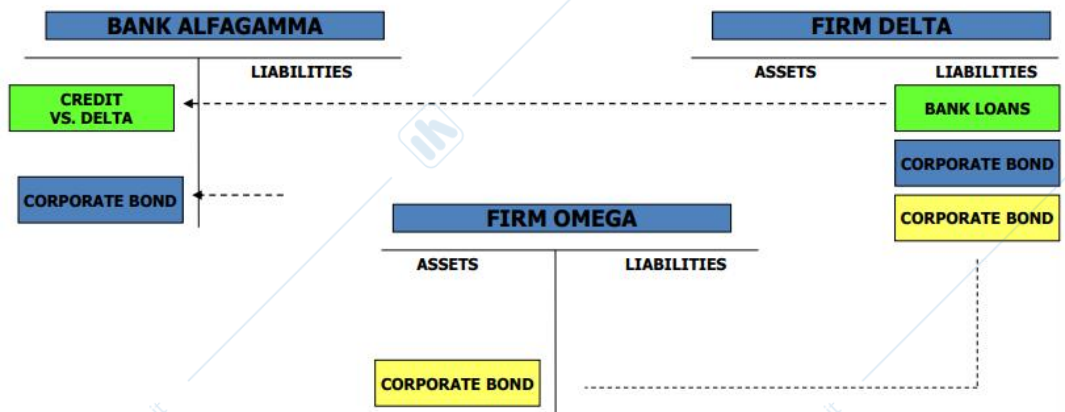 BANK ALFAGAMMA
LIABILITIES
CREDIT
VS. DELTA
CORPORATE BOND
FIRM DELTA
ASSETS LIABILITIES
BANK LOANS
CORPORATE BOND
CORPORATE BOND
FIRM OMEGA
ASSETS LIABILITIES
CORPORATE BOND